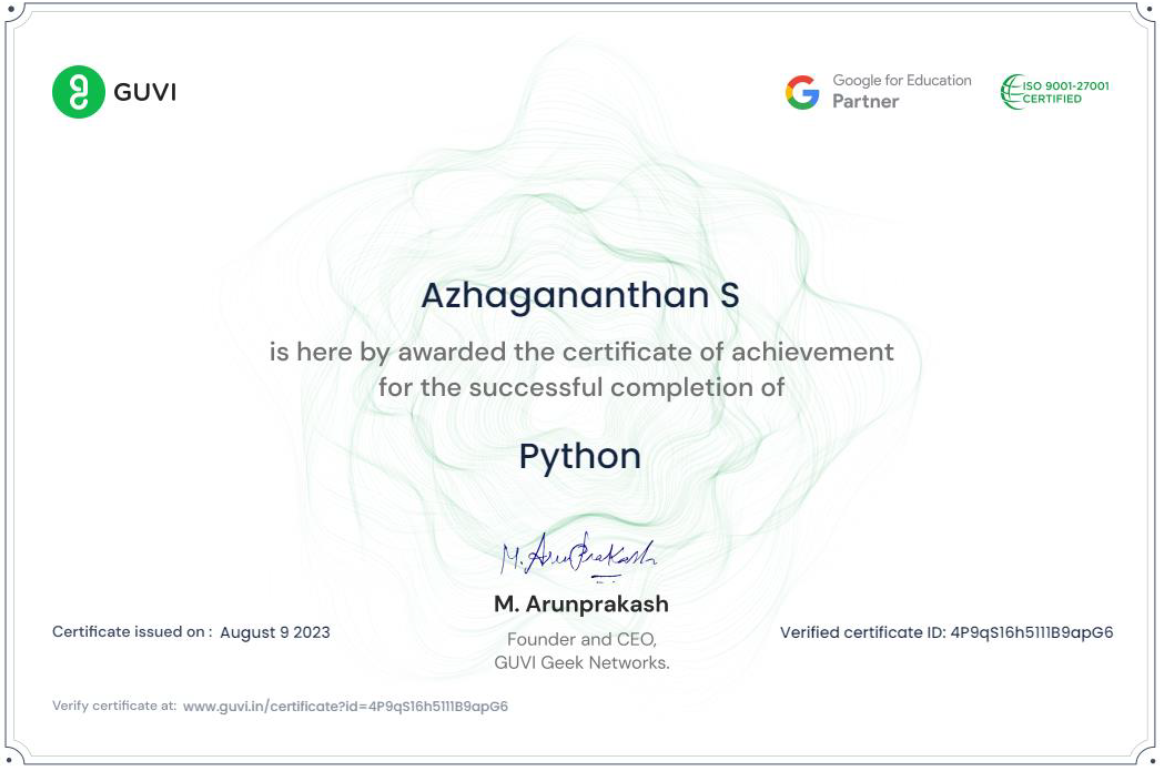 GUVI
Google for Education
Partner
ISO 9001-27001
CERTIFIED
Azhagananthan S
is here by awarded the certificate of achievement
for the successful completion of
Python
M. Arunprakash
M. Arunprakash
Founder and CEO,
GUVI Geek Networks.
Certificate issued on : August 9 2023
Verified certificate ID: 4P9qS16h5111B9apG6
Verify certificate at: www.guvi.in/certificate?id=4P9qS16h5111B9apG6